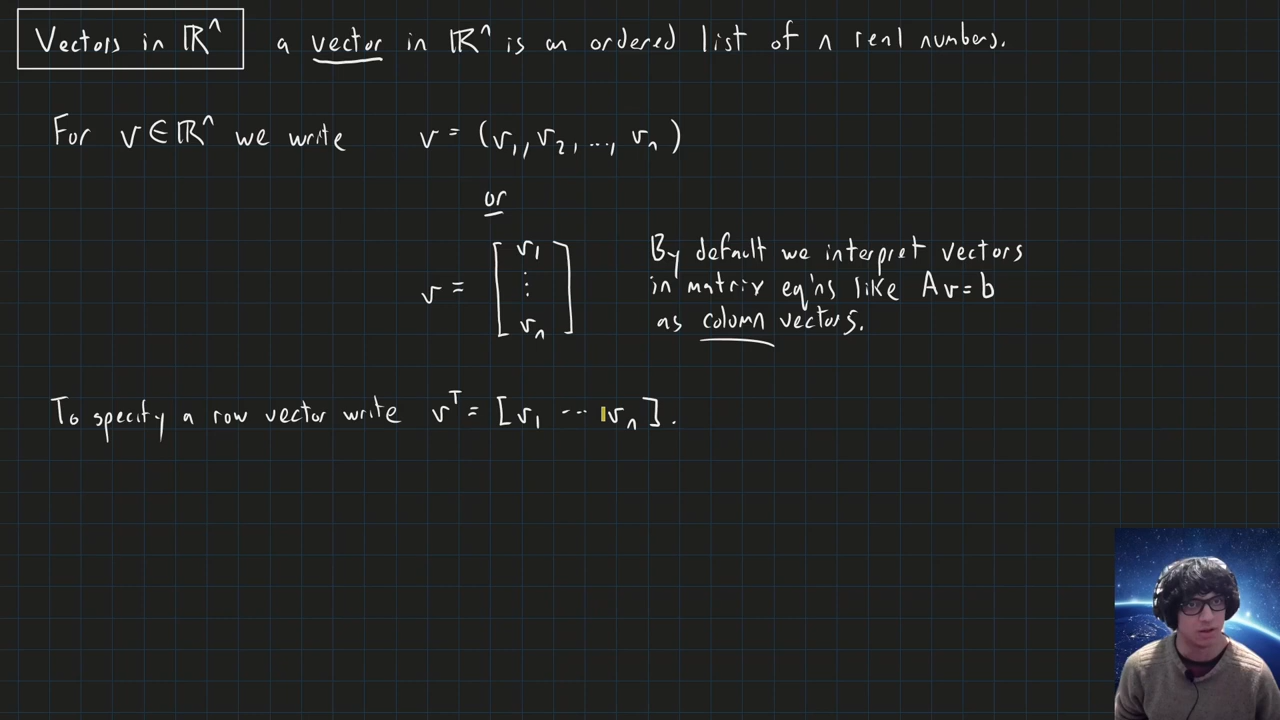 Vectors in ℝⁿ a vector in ℝⁿ is an ordered list of n real numbers.
For v ∈ ℝⁿ we write v = (v₁, v₂, ..., vₙ)
or
v = [v₁ ⋮ vₙ]
By default we interpret vectors
in matrix eq'ns like Av=b
as column vectors.
To specify a row vector write vᵀ = [v₁ ... vₙ].